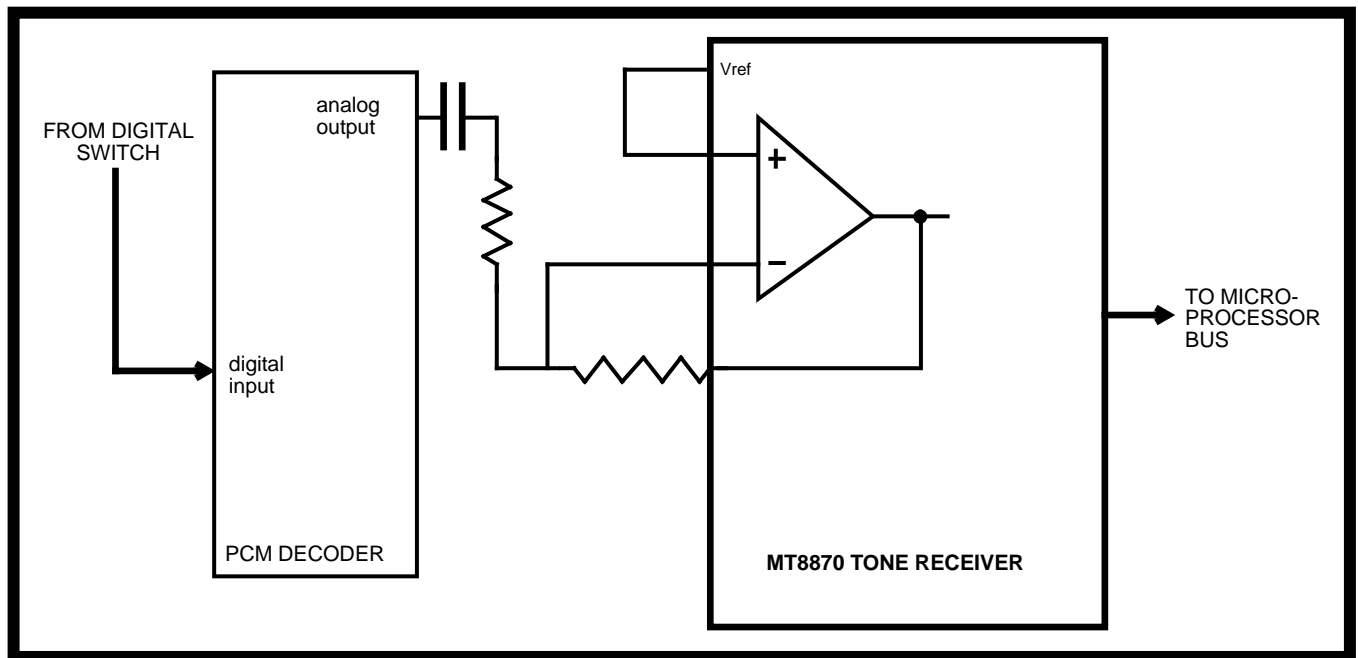 FROM DIGITAL
SWITCH
analog
output
digital
input
PCM DECODER
Vref
+
−
MT8870 TONE RECEIVER
TO MICRO-
PROCESSOR
BUS